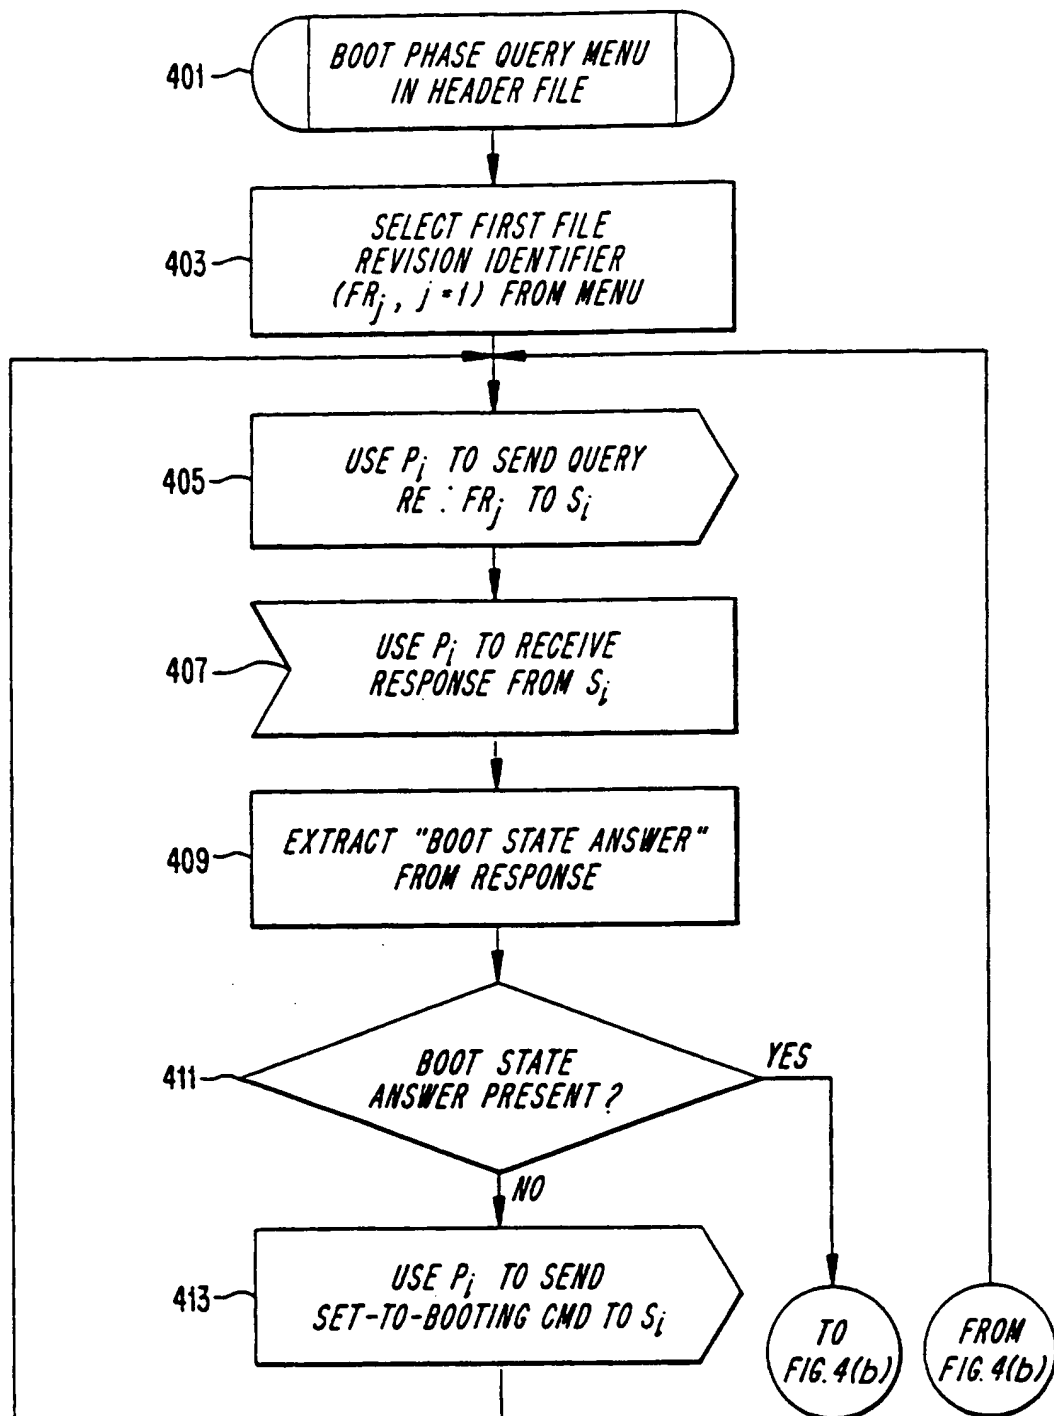 401
BOOT PHASE QUERY MENU
IN HEADER FILE
403
SELECT FIRST FILE
REVISION IDENTIFIER
(FRj, j=1) FROM MENU
405
USE Pi TO SEND QUERY
RE: FRj TO Si
407
USE Pi TO RECEIVE
RESPONSE FROM Si
409
EXTRACT "BOOT STATE ANSWER"
FROM RESPONSE
411
BOOT STATE
ANSWER PRESENT?
YES
NO
413
USE Pi TO SEND
SET-TO-BOOTING CMD TO Si
TO
FIG. 4(b)
FROM
FIG. 4(b)